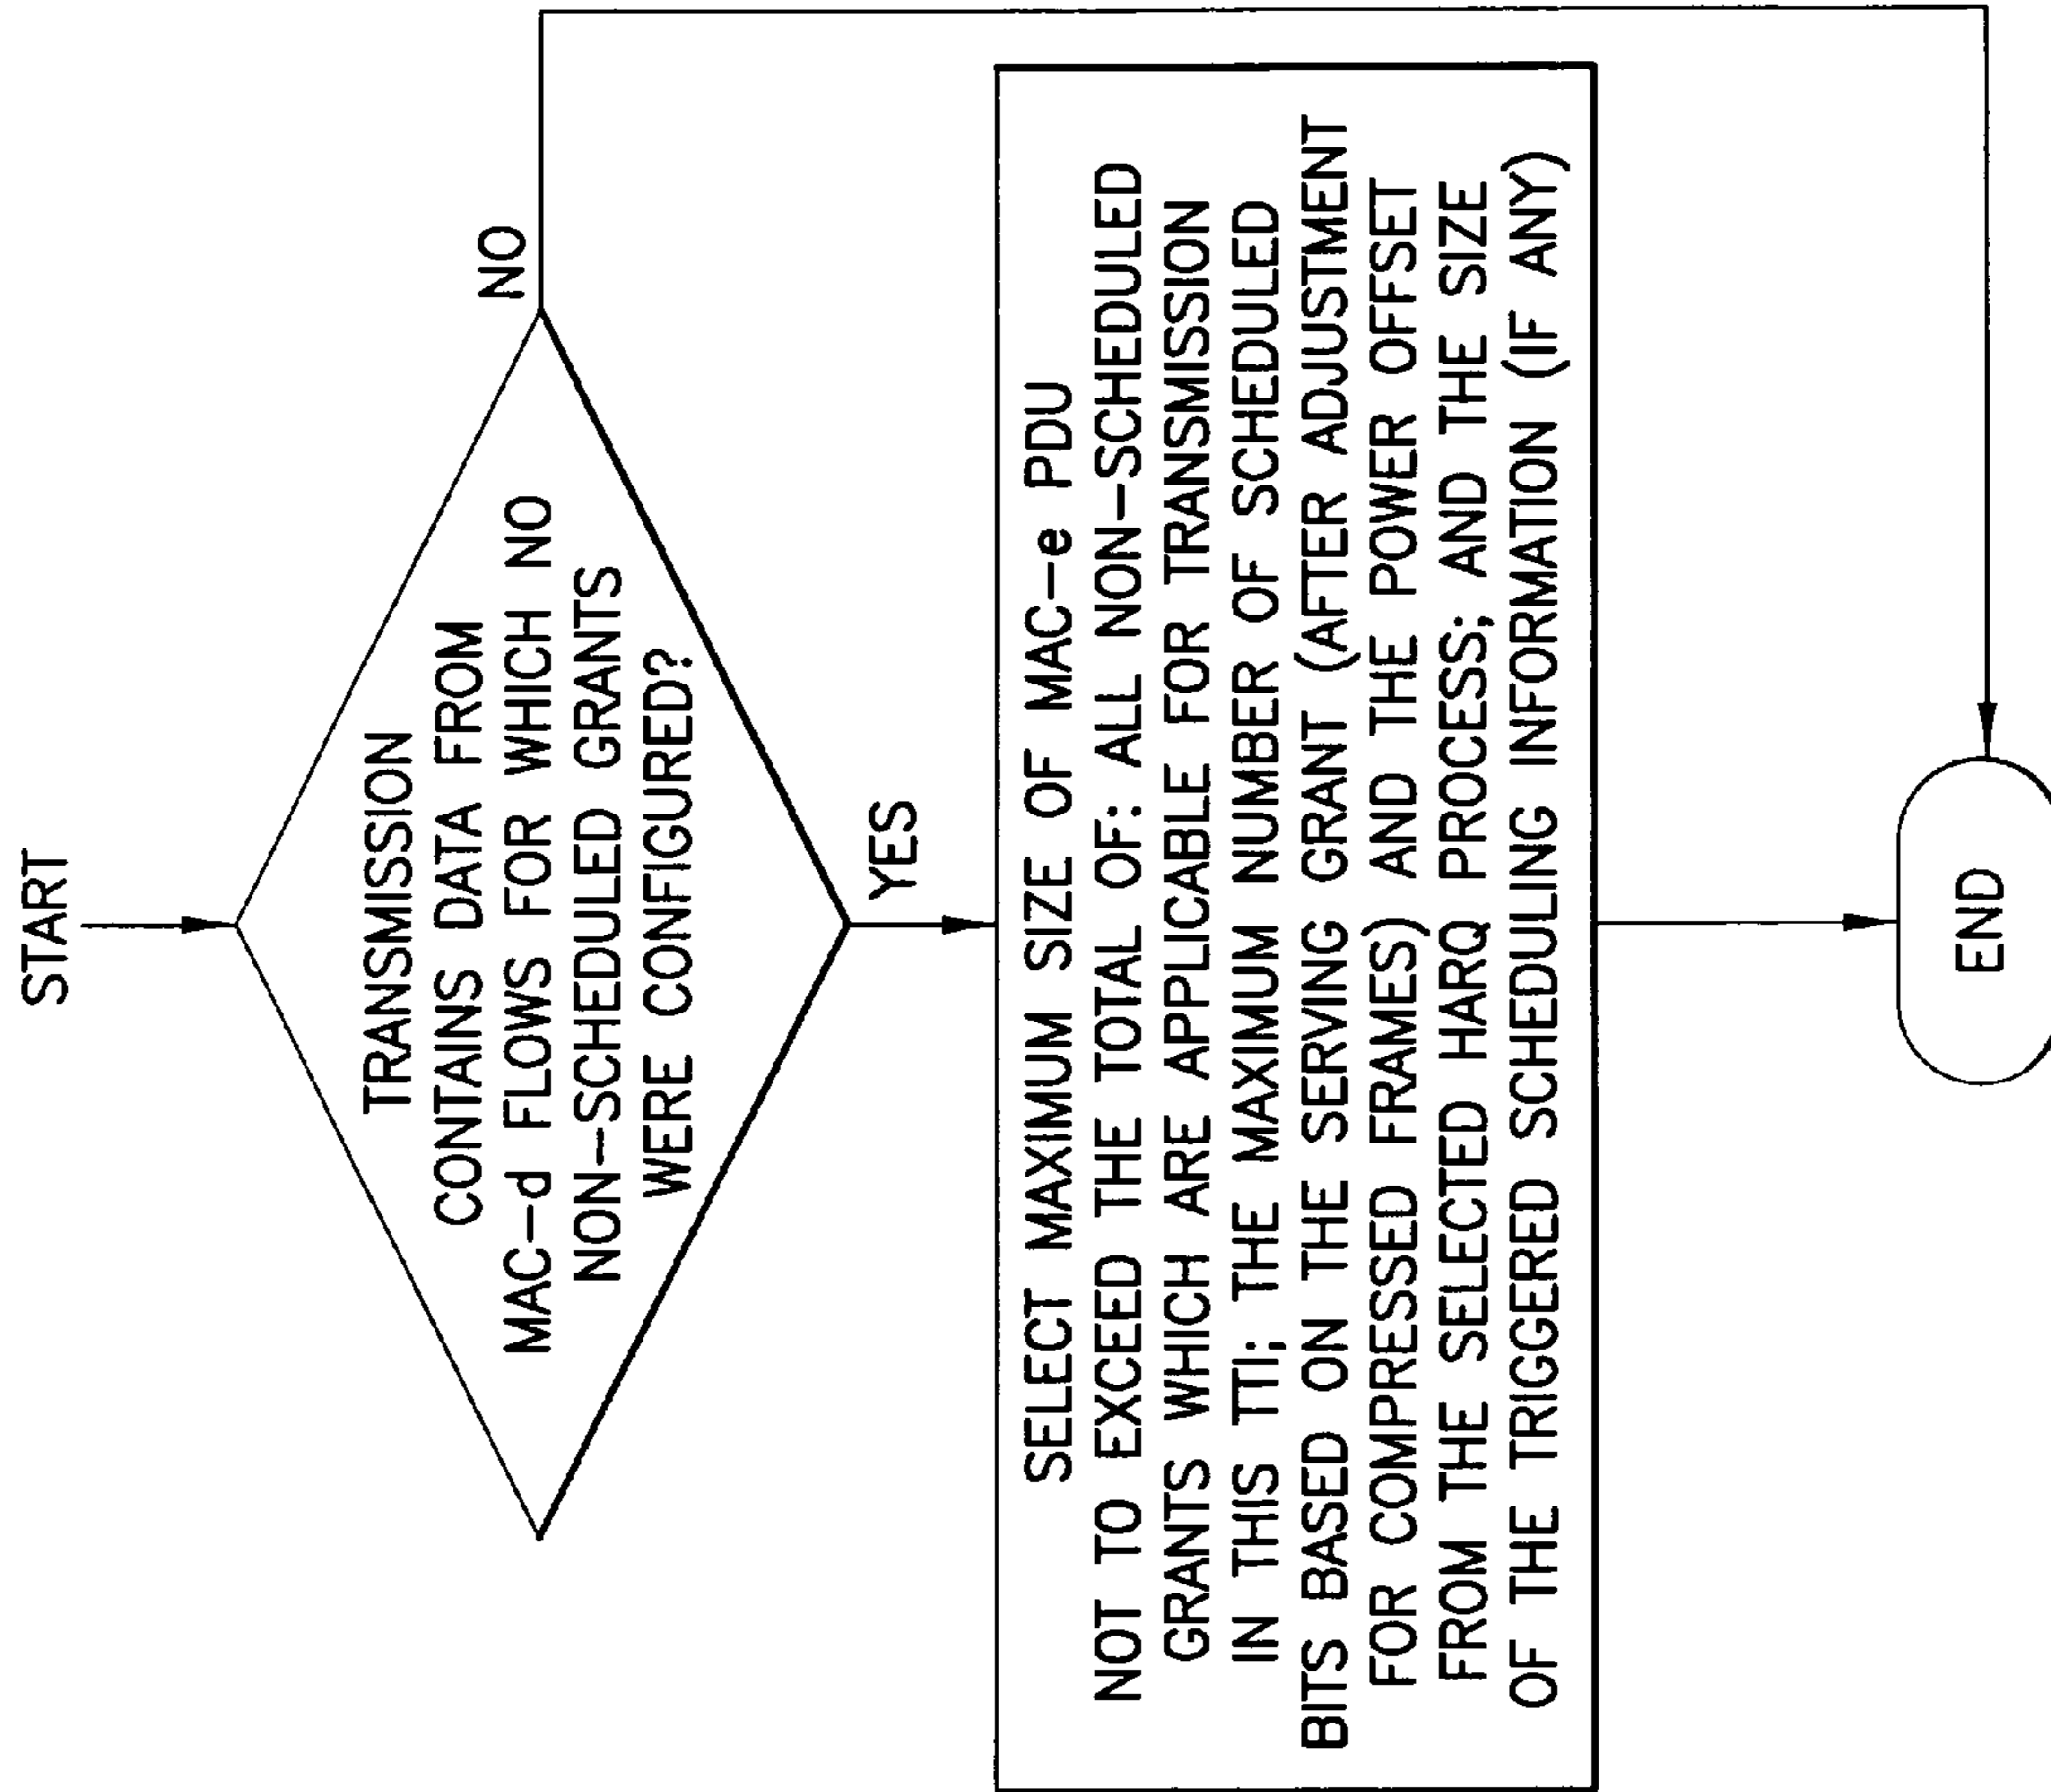 START
TRANSMISSION
CONTAINS DATA FROM
MAC-d FLOWS FOR WHICH NO
NON-SCHEDULED GRANTS
WERE CONFIGURED?
NO
YES
SELECT MAXIMUM SIZE OF MAC-e PDU
NOT TO EXCEED THE TOTAL OF: ALL NON-SCHEDULED
GRANTS WHICH ARE APPLICABLE FOR TRANSMISSION
IN THIS TTI; THE MAXIMUM NUMBER OF SCHEDULED
BITS BASED ON THE SERVING GRANT (AFTER ADJUSTMENT
FOR COMPRESSED FRAMES) AND THE POWER OFFSET
FROM THE SELECTED HARQ PROCESS; AND THE SIZE
OF THE TRIGGERED SCHEDULING INFORMATION (IF ANY)
END